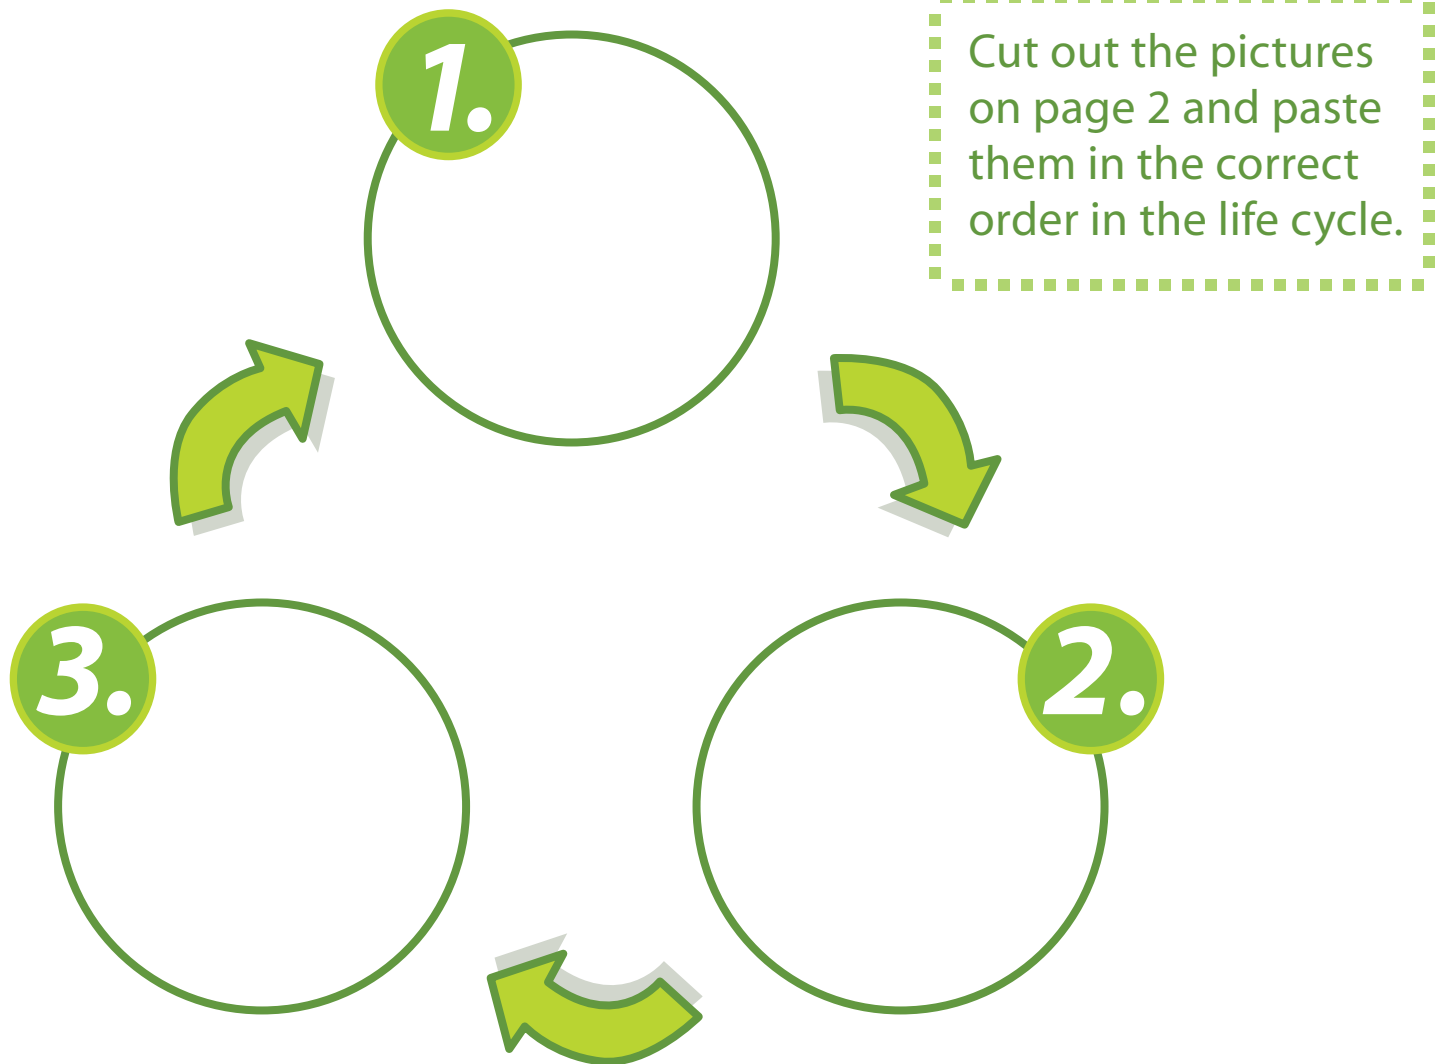 1.
Cut out the pictures
on page 2 and paste
them in the correct
order in the life cycle.
3.
2.